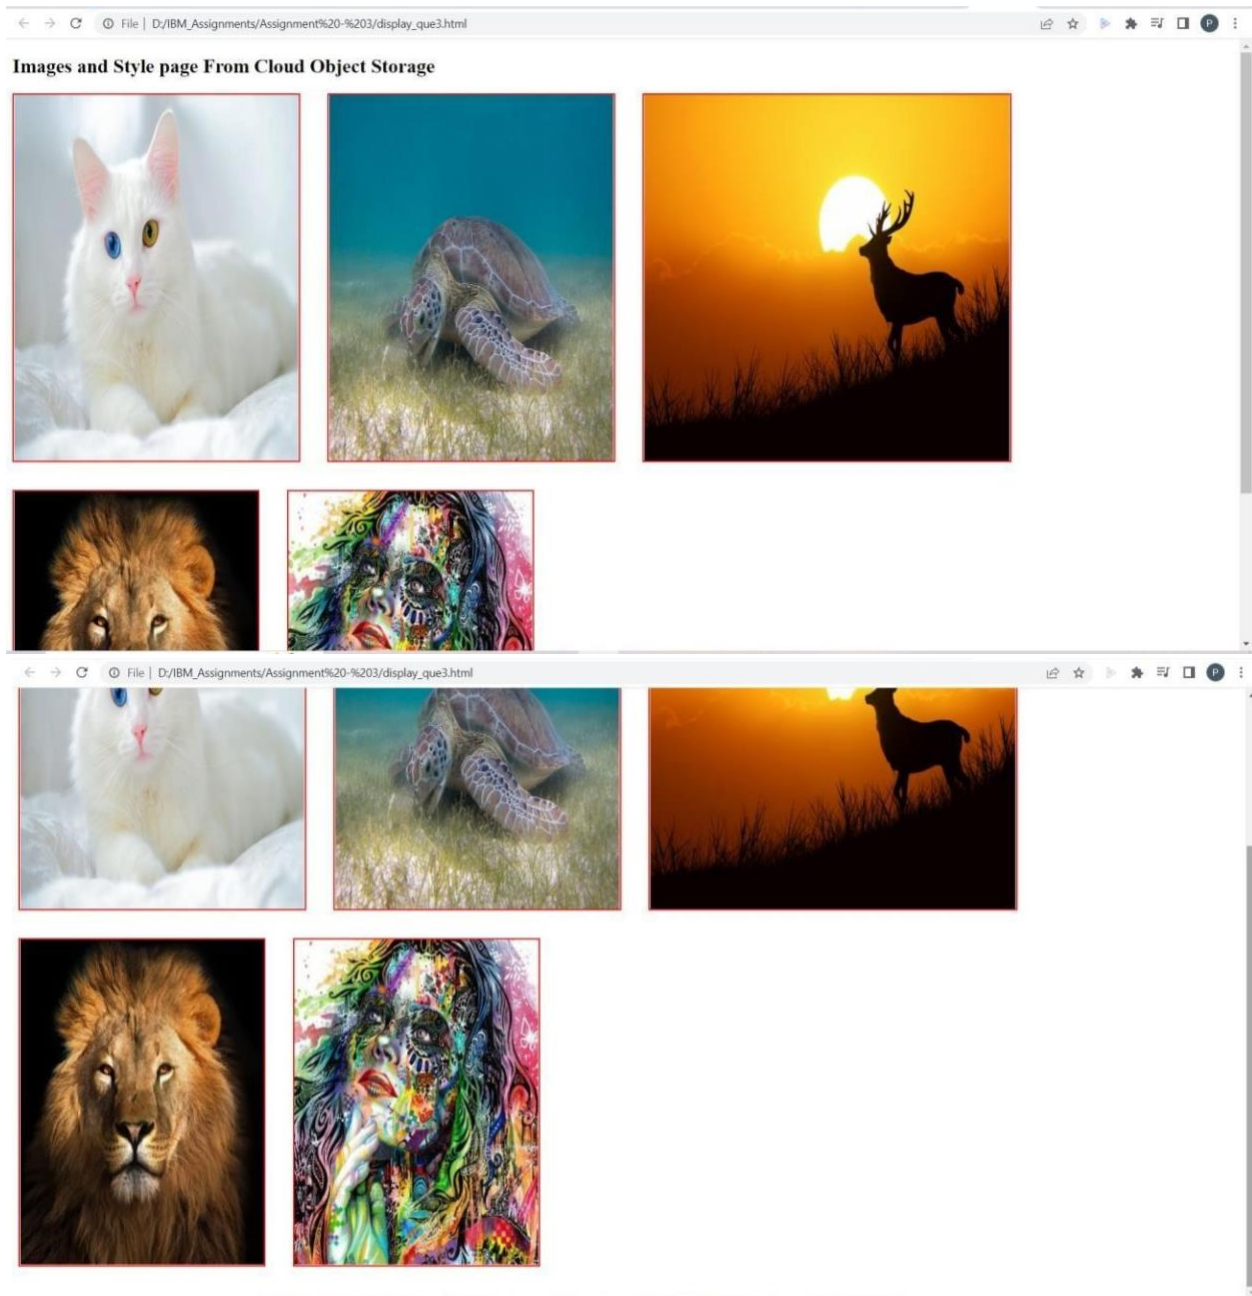 File | D:/IBM_Assignments/Assignment%20-%203/display_que3.html
P
Images and Style page From Cloud Object Storage
File | D:/IBM_Assignments/Assignment%20-%203/display_que3.html
P